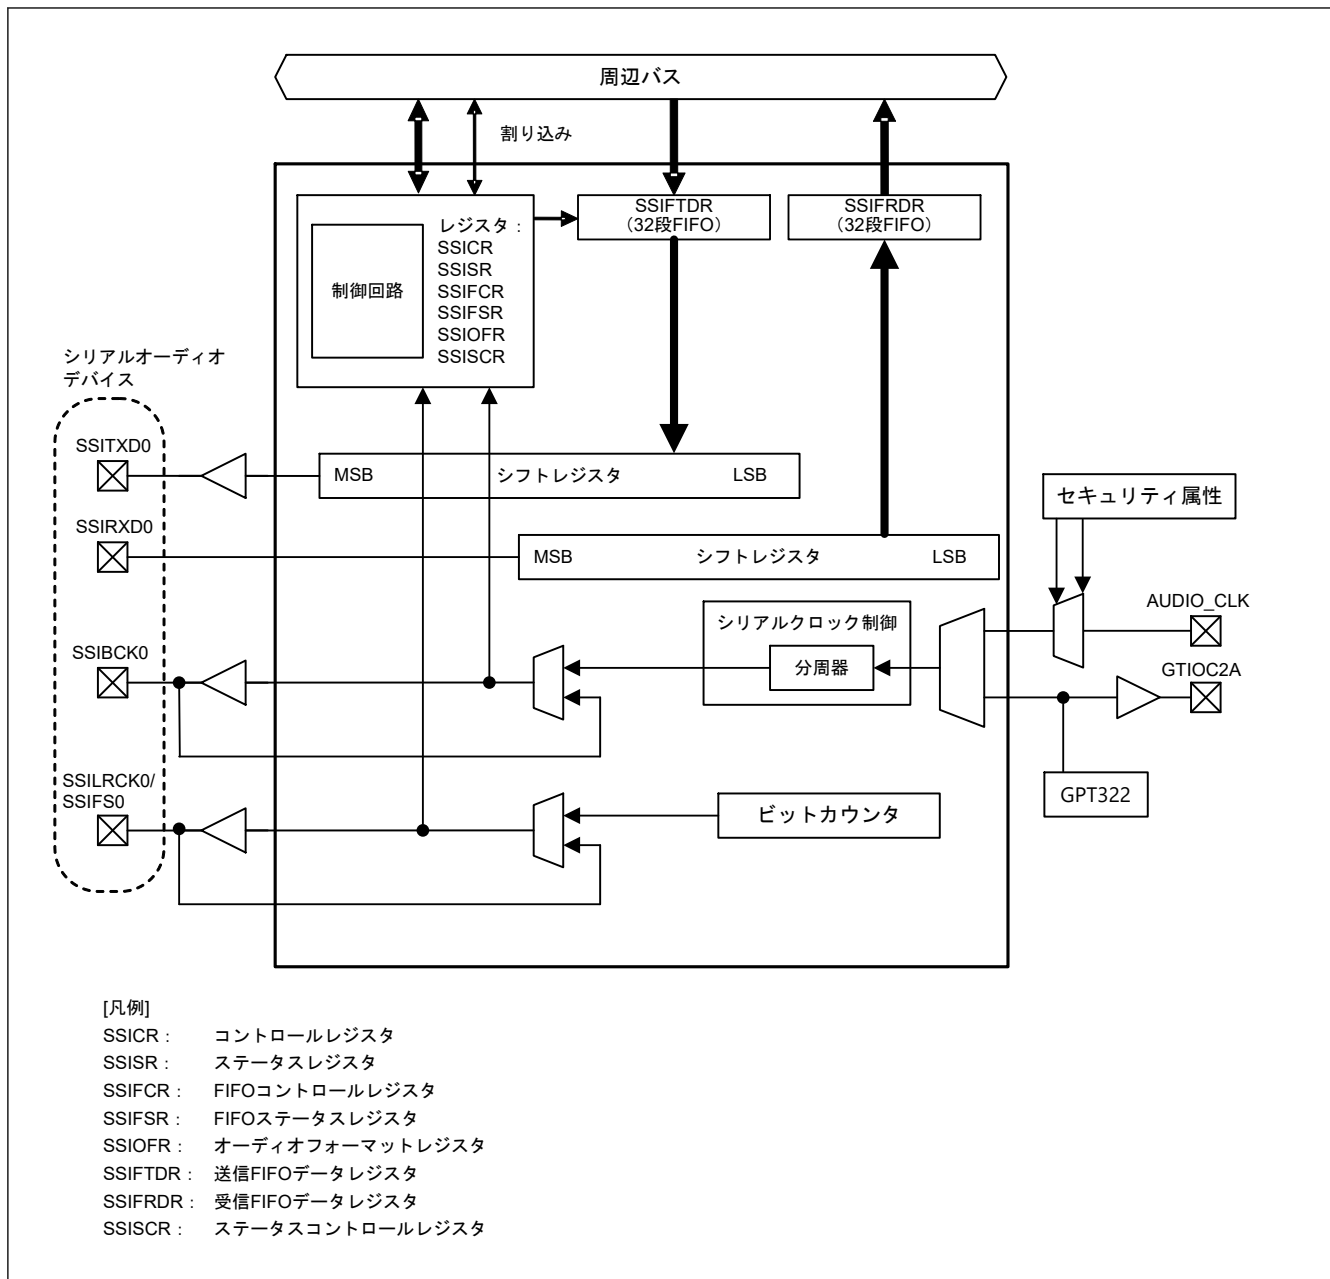 周辺バス
割り込み
SSIFTDR
（32段FIFO）
SSIFRDR
（32段FIFO）
レジスタ：
SSICR
SSISR
SSIFCR
SSIFSR
SSIOFR
SSISCR
制御回路
シリアルオーディオ
デバイス
SSITXD0
MSB シフトレジスタ LSB
SSIRXD0
MSB シフトレジスタ LSB
セキュリティ属性
AUDIO_CLK
シリアルクロック制御
分周器
SSIBCK0
GTIOC2A
SSILRCK0/
SSIFS0
ビットカウンタ
GPT322
[凡例]
SSICR： コントロールレジスタ
SSISR： ステータスレジスタ
SSIFCR： FIFOコントロールレジスタ
SSIFSR： FIFOステータスレジスタ
SSIOFR： オーディオフォーマットレジスタ
SSIFTDR： 送信FIFOデータレジスタ
SSIFRDR： 受信FIFOデータレジスタ
SSISCR： ステータスコントロールレジスタ